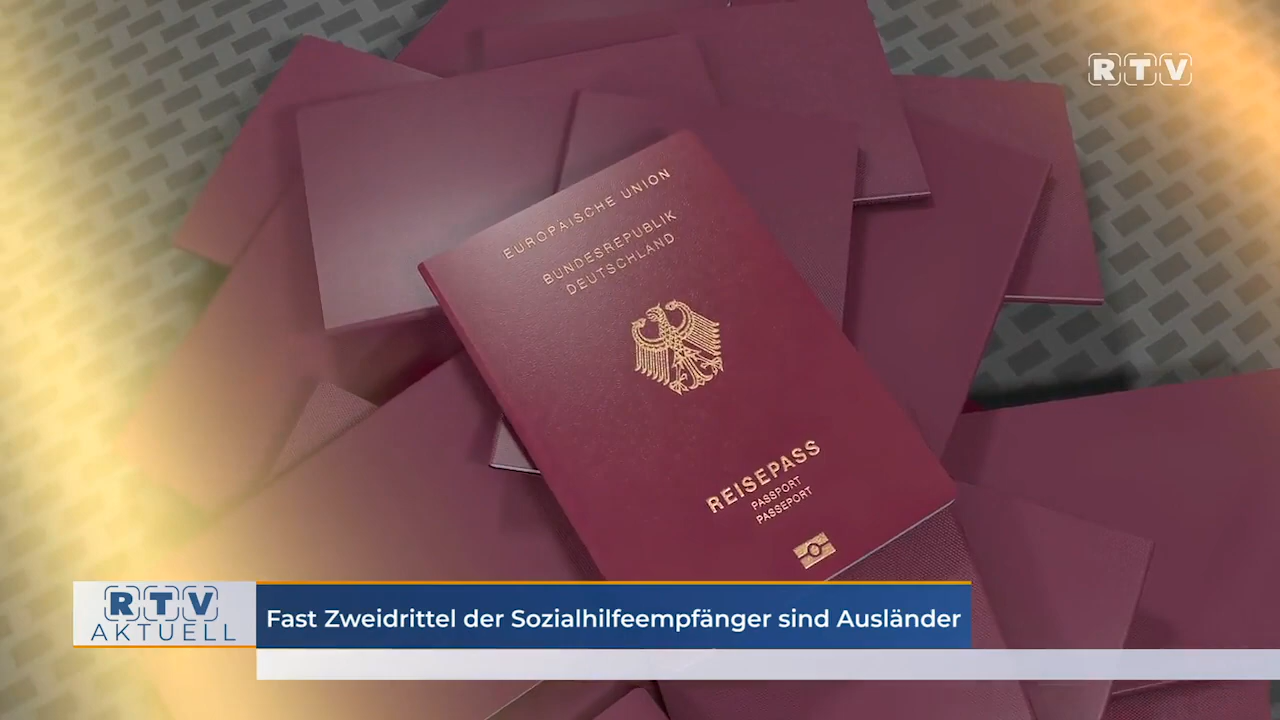 RTV
EUROPÄISCHE UNION
BUNDESREPUBLIK
DEUTSCHLAND
REISEPASS
PASSPORT
PASSEPORT
RTV
AKTUELL
Fast Zweidrittel der Sozialhilfeempfänger sind Ausländer